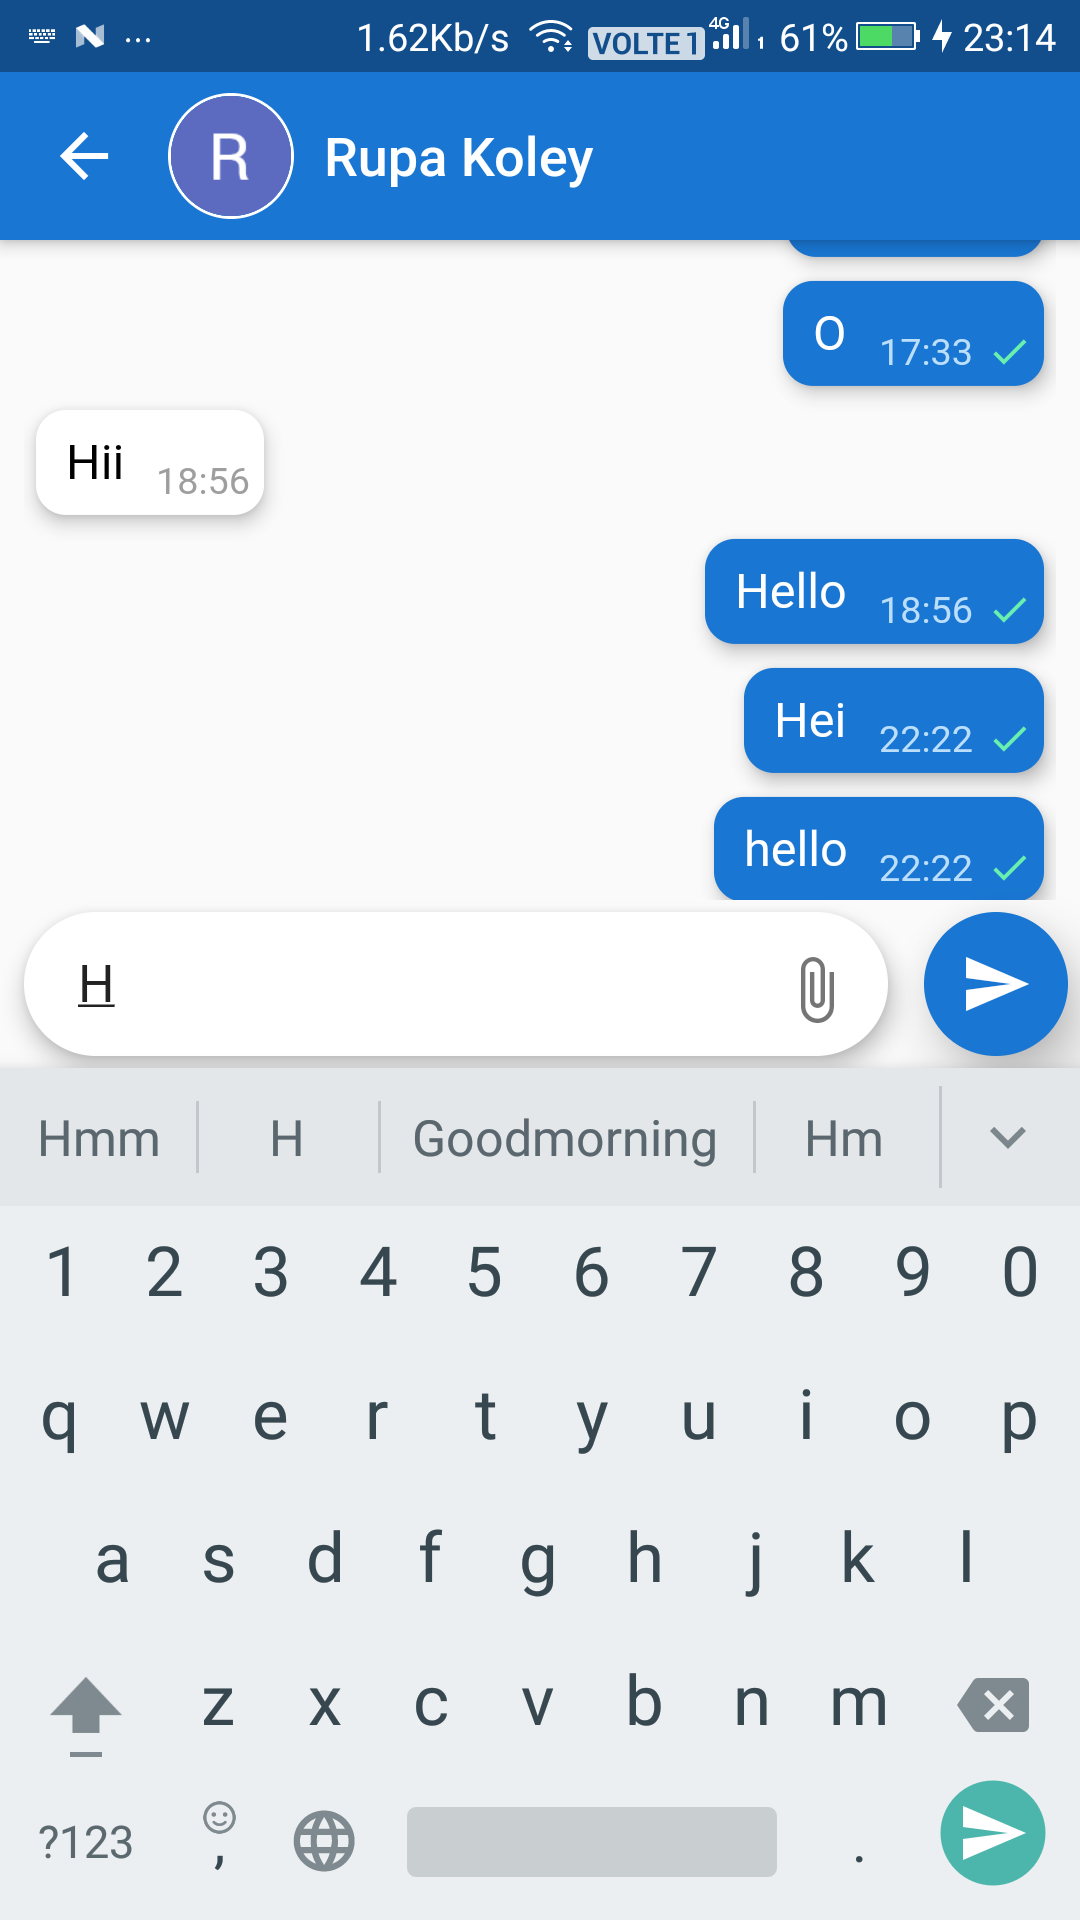 1.62Kb/s VOLTE 1 4G 1 61% 23:14
R Rupa Koley
O 17:33
Hii 18:56
Hello 18:56
Hei 22:22
hello 22:22
H
Hmm H Goodmorning Hm
1 2 3 4 5 6 7 8 9 0
q w e r t y u i o p
a s d f g h j k l
z x c v b n m
?123 , .